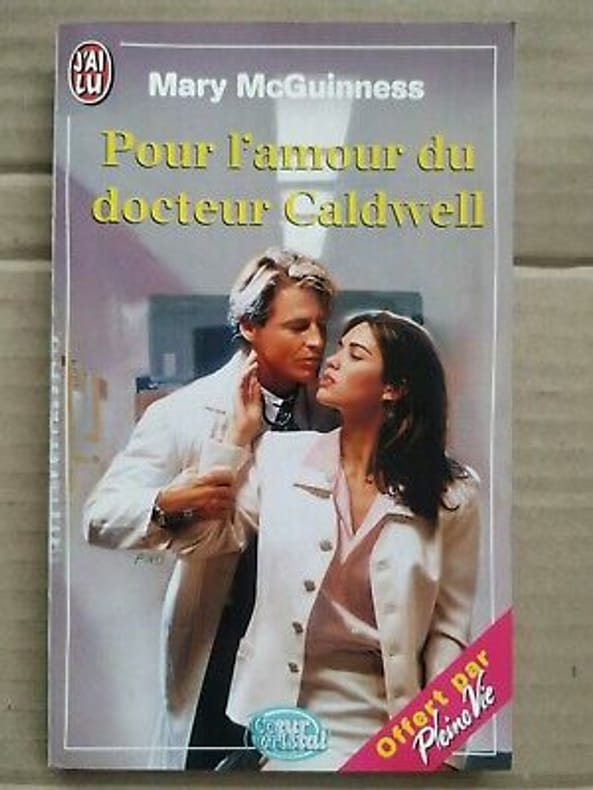 J'AI
LU
Mary McGuinness
Pour l'amour du
docteur Caldwell
Cœur
cristal
Offert par
Pleine Vie